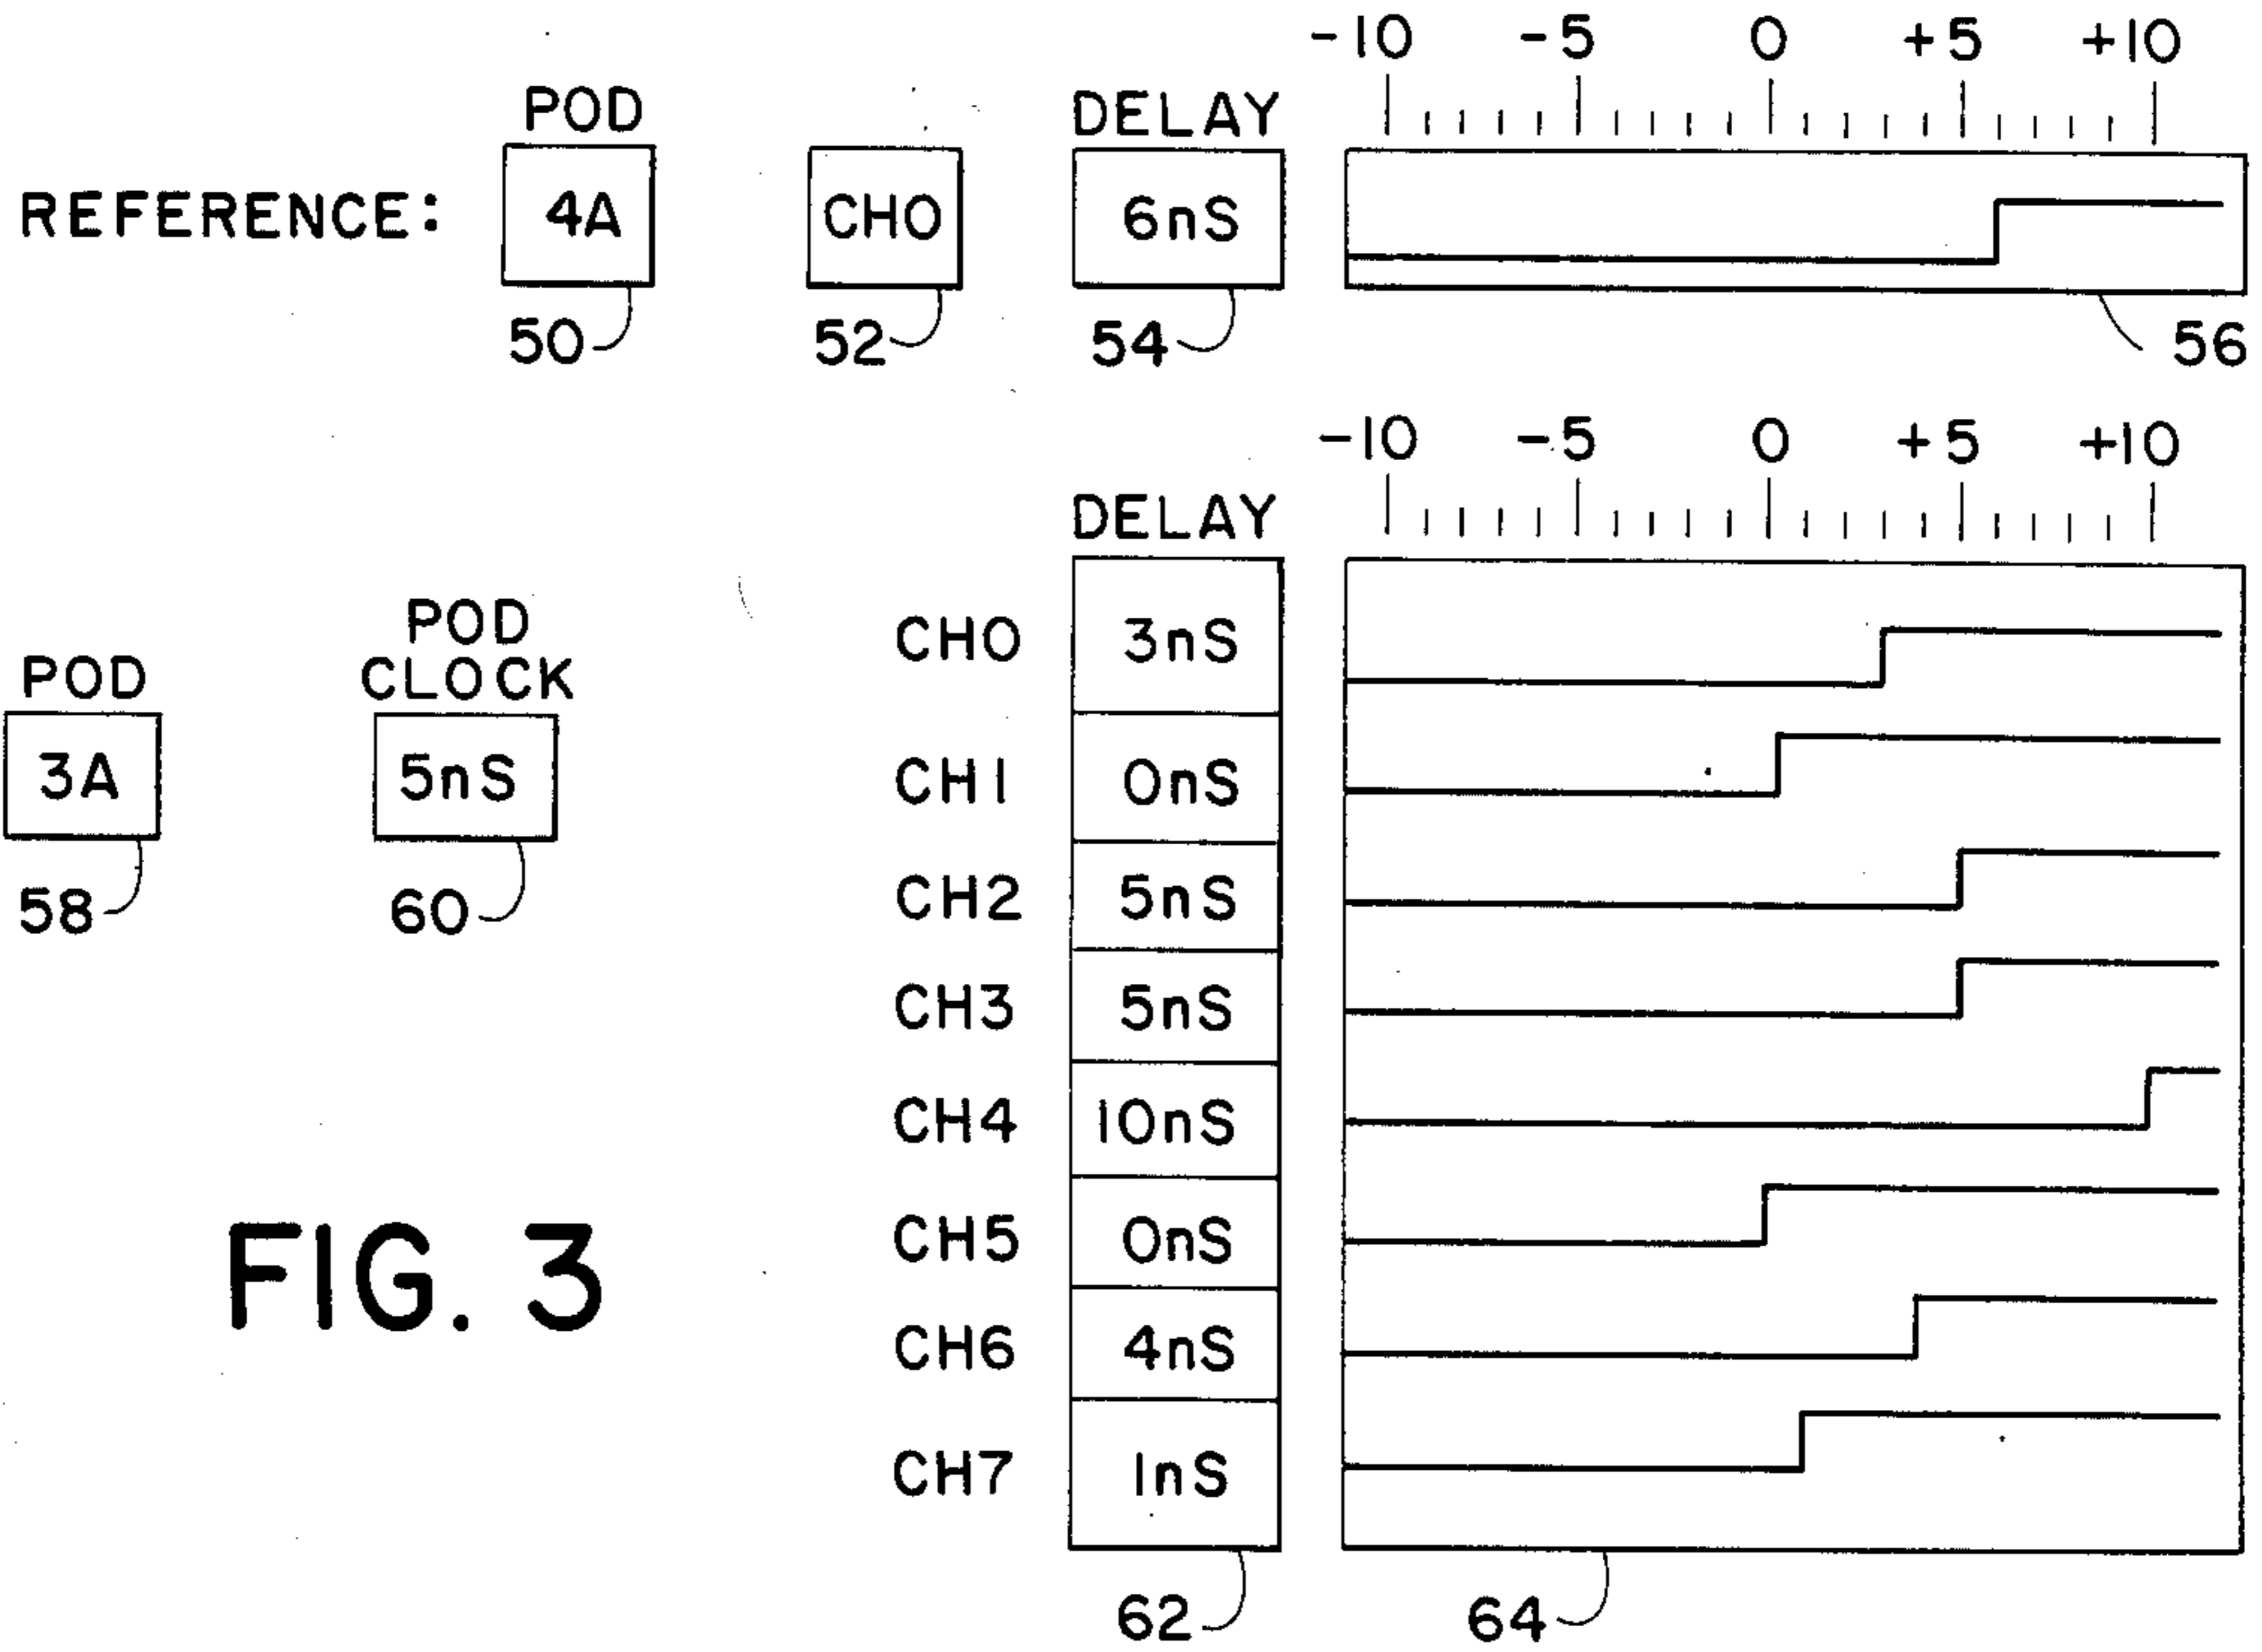 -10 -5 0 +5 +10
POD DELAY
REFERENCE: 4A CH0 6nS
50 52 54 56
-10 -5 0 +5 +10
DELAY
POD
POD CLOCK
3A 5nS
58 60
CH0 3nS
CH1 0nS
CH2 5nS
CH3 5nS
CH4 10nS
CH5 0nS
CH6 4nS
CH7 1nS
FIG. 3
62 64